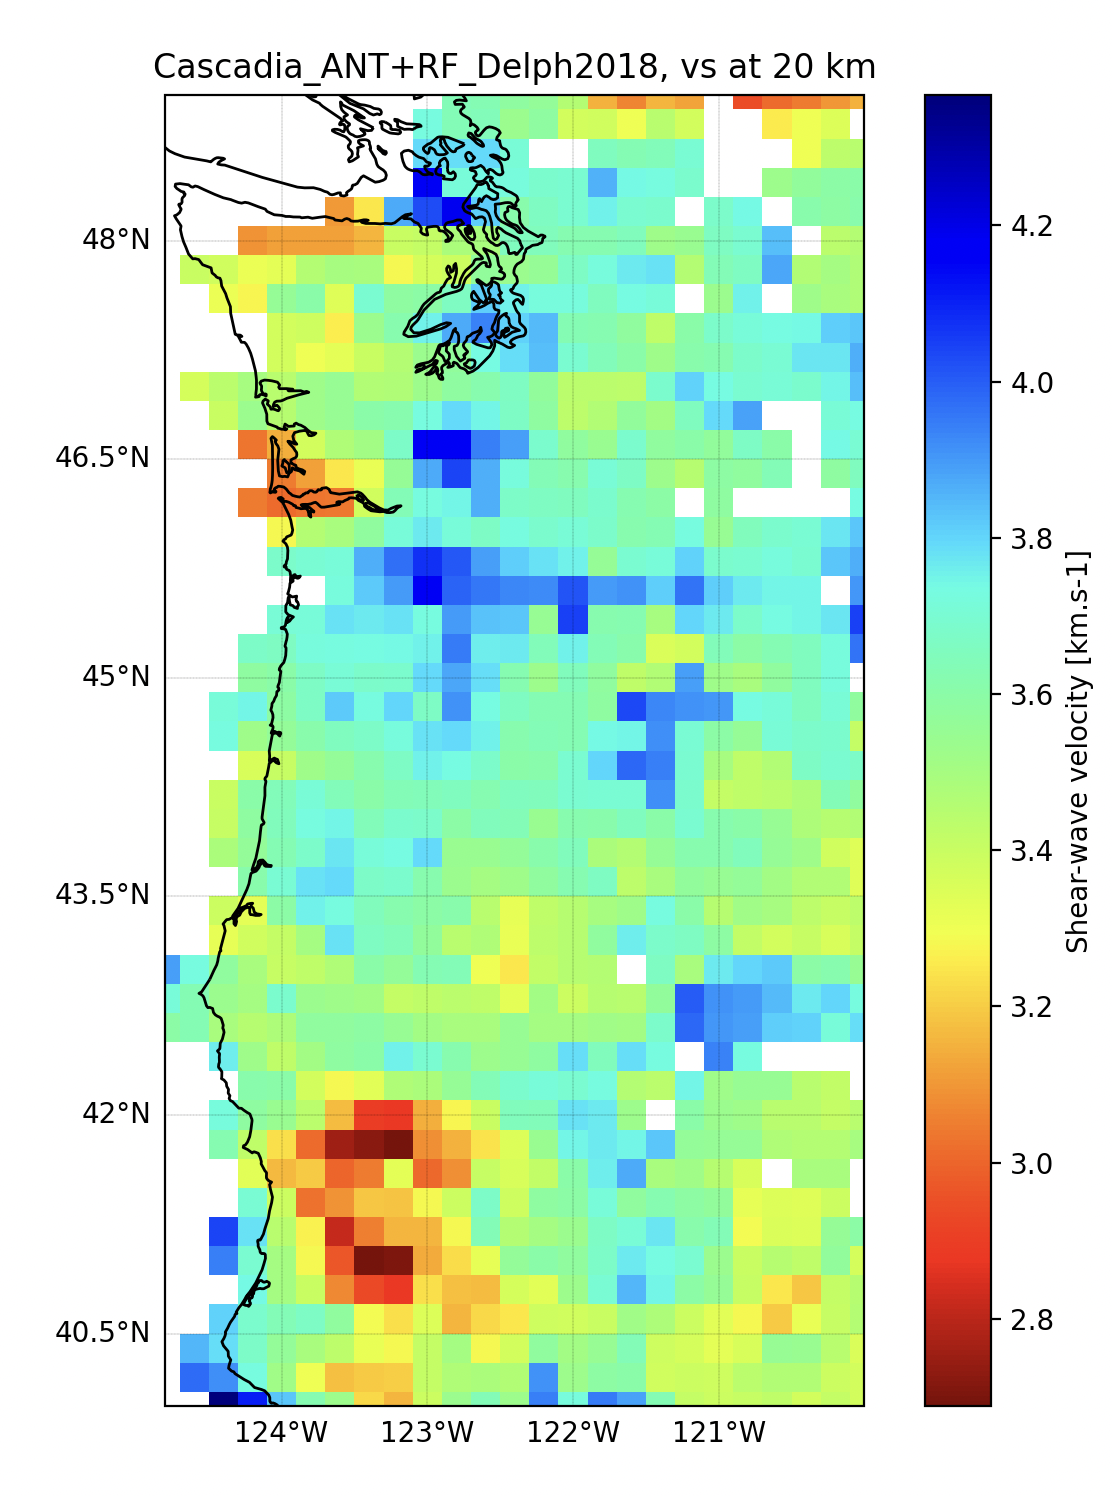 Cascadia_ANT+RF_Delph2018, vs at 20 km
48°N
46.5°N
45°N
43.5°N
42°N
40.5°N
124°W 123°W 122°W 121°W
4.2
4.0
3.8
3.6
3.4
3.2
3.0
2.8
Shear-wave velocity [km.s-1]